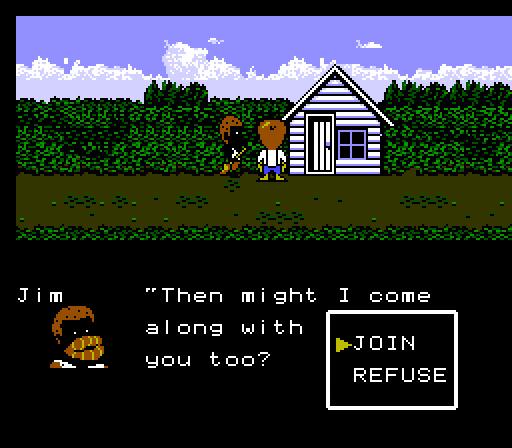 Jim
"Then might I come
along with
you too?
JOIN
REFUSE